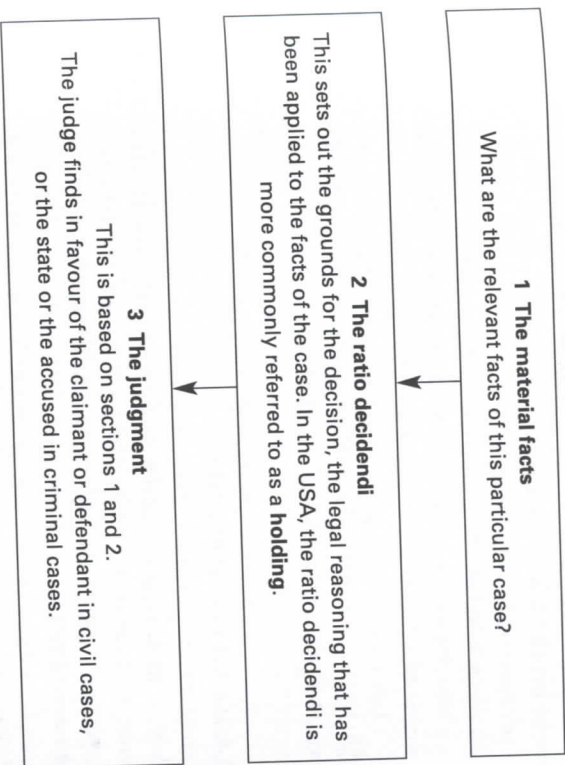 1 The material facts
What are the relevant facts of this particular case?
2 The ratio decidendi
This sets out the grounds for the decision, the legal reasoning that has
been applied to the facts of the case. In the USA, the ratio decidendi is
more commonly referred to as a holding.
3 The judgment
This is based on sections 1 and 2.
The judge finds in favour of the claimant or defendant in civil cases,
or the state or the accused in criminal cases.